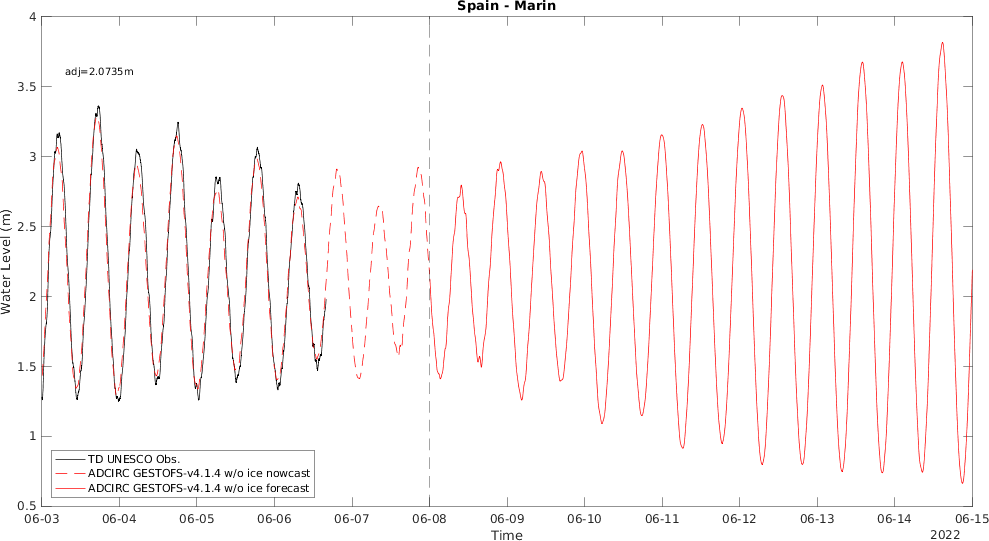 Spain - Marin
4
3.5
3
2.5
2
1.5
1
0.5
Water Level (m)
adj=2.0735m
TD UNESCO Obs.
ADCIRC GESTOFS-v4.1.4 w/o ice nowcast
ADCIRC GESTOFS-v4.1.4 w/o ice forecast
06-03 06-04 06-05 06-06 06-07 06-08 06-09 06-10 06-11 06-12 06-13 06-14 06-15
Time
2022